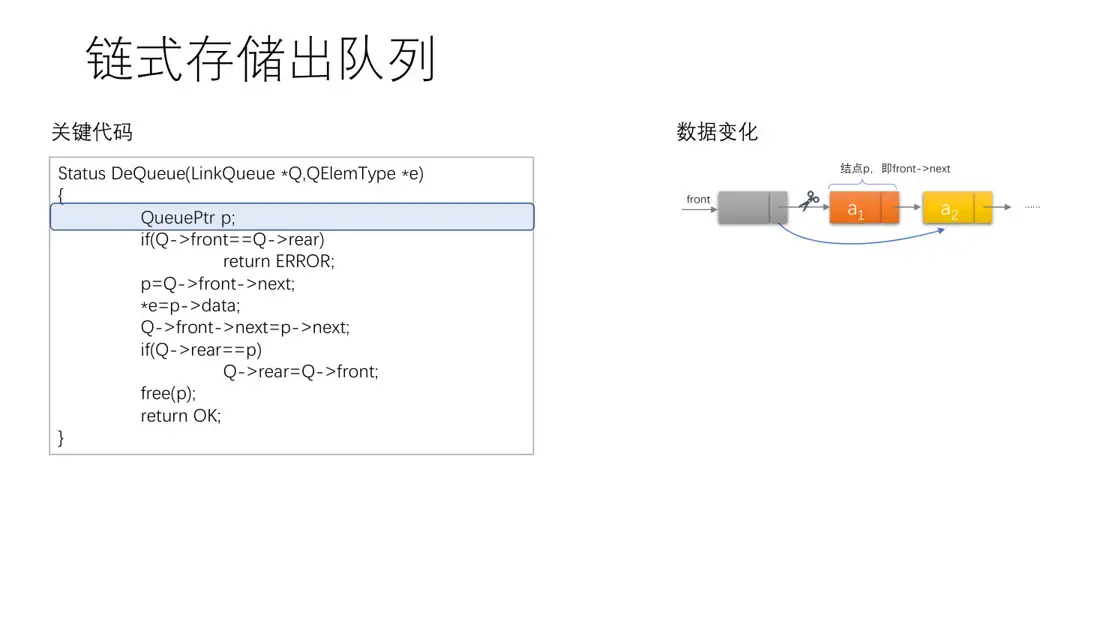 链式存储出队列
关键代码
Status DeQueue(LinkQueue *Q,QElemType *e)
{
QueuePtr p;
if(Q->front==Q->rear)
return ERROR;
p=Q->front->next;
*e=p->data;
Q->front->next=p->next;
if(Q->rear==p)
Q->rear=Q->front;
free(p);
return OK;
}
数据变化
结点p，即front->next
front
a1
a2
……